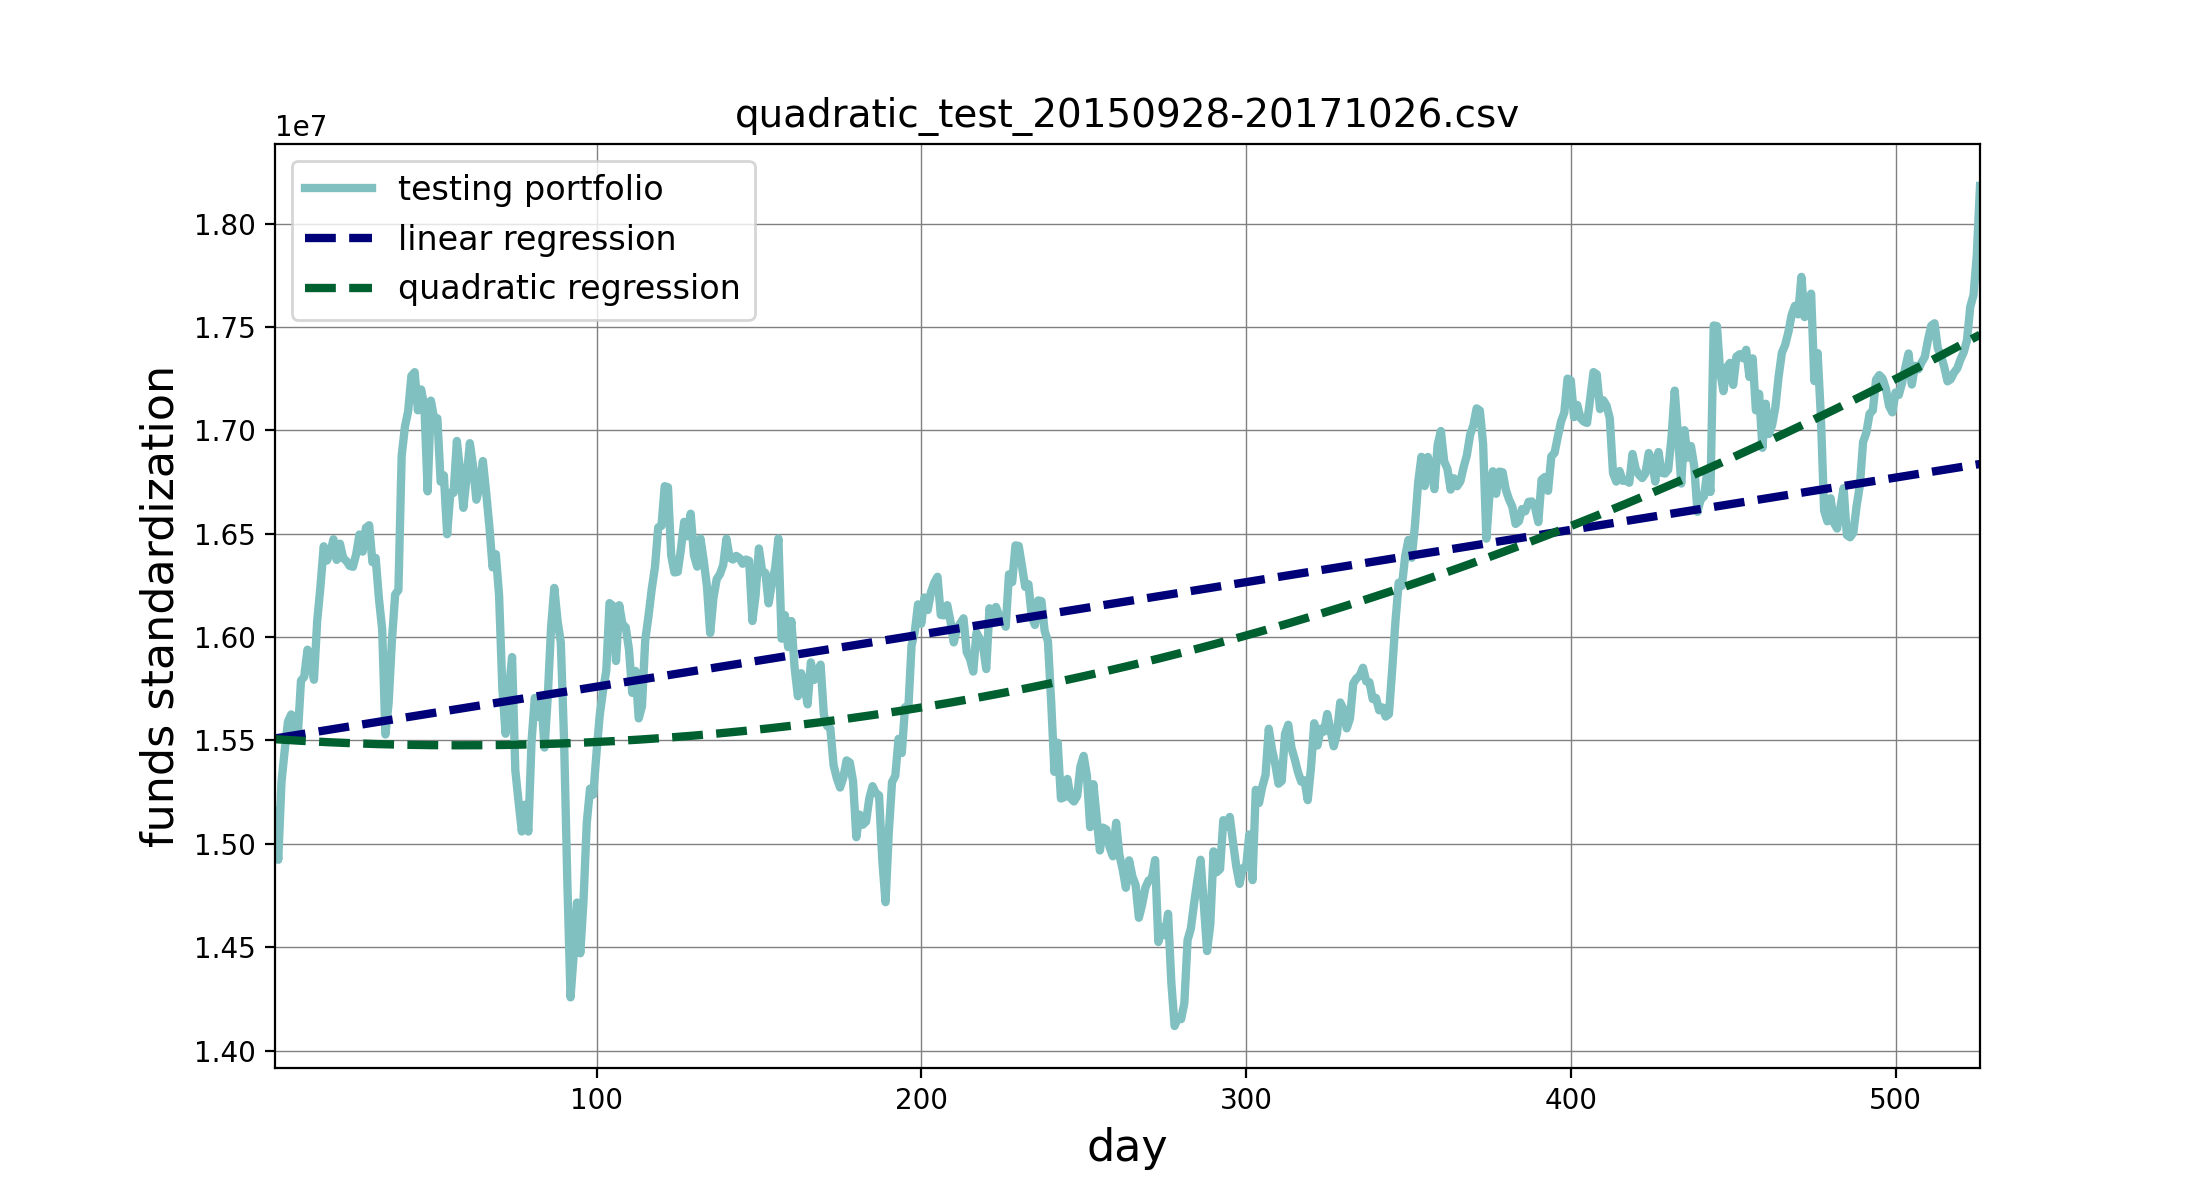 quadratic_test_20150928-20171026.csv
1e7
testing portfolio
linear regression
quadratic regression
1.80
1.75
1.70
1.65
1.60
1.55
1.50
1.45
1.40
funds standardization
100 200 300 400 500
day